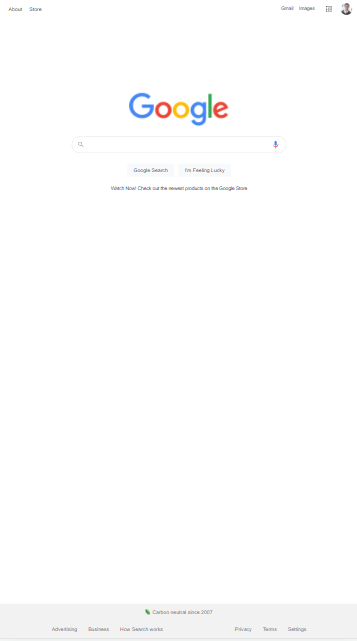 About Store Gmail Images
Google
Google Search I'm Feeling Lucky
Watch Now! Check out the newest products on the Google Store
Carbon neutral since 2007
Advertising Business How Search works Privacy Terms Settings